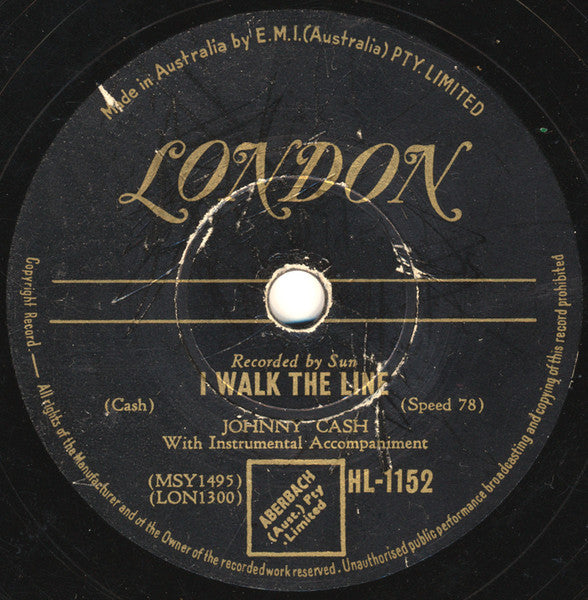 Made in Australia by E.M.I.(Australia) PTY. LIMITED
LONDON
Recorded by Sun
I WALK THE LINE
(Cash)
(Speed 78)
JOHNNY CASH
With Instrumental Accompaniment
(MSY1495)
(LON1300)
ABERBACH
(Aust.) Pty
Limited
HL-1152
Copyright Record — All rights of the Manufacturer and of the Owner of the recorded work reserved. Unauthorised public performance broadcasting and copying of this record prohibited